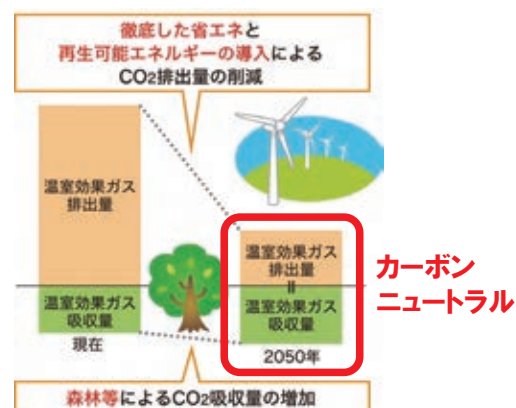 徹底した省エネと
再生可能エネルギーの導入による
CO2排出量の削減
温室効果ガス
排出量
温室効果ガス
吸収量
現在
温室効果ガス
排出量
=
温室効果ガス
吸収量
2050年
カーボン
ニュートラル
森林等によるCO2吸収量の増加